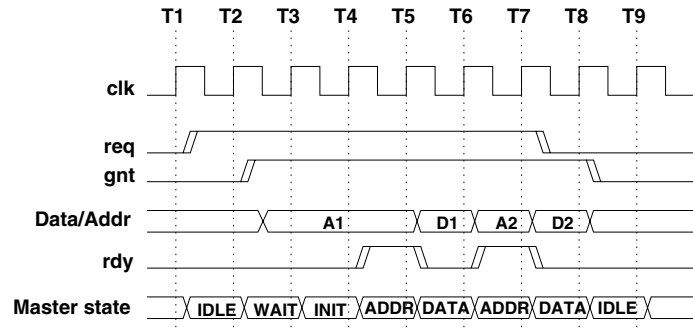 T1 T2 T3 T4 T5 T6 T7 T8 T9
clk
req
gnt
Data/Addr A1 D1 A2 D2
rdy
Master state IDLE WAIT INIT ADDR DATA ADDR DATA IDLE